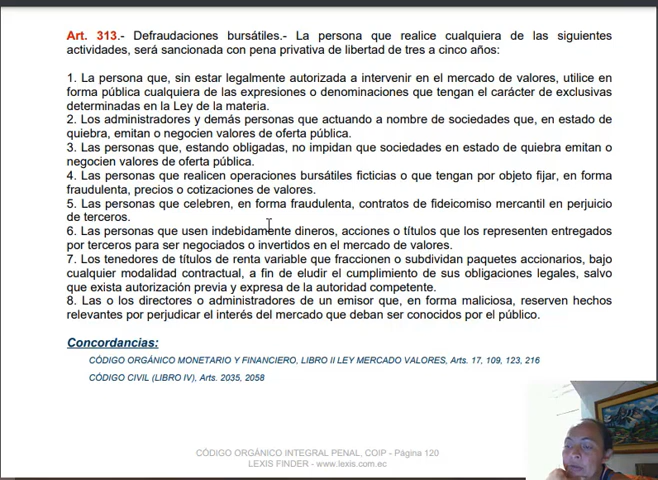 Art. 313.- Defraudaciones bursátiles.- La persona que realice cualquiera de las siguientes
actividades, será sancionada con pena privativa de libertad de tres a cinco años:
1. La persona que, sin estar legalmente autorizada a intervenir en el mercado de valores, utilice en
forma pública cualquiera de las expresiones o denominaciones que tengan el carácter de exclusivas
determinadas en la Ley de la materia.
2. Los administradores y demás personas que actuando a nombre de sociedades que, en estado de
quiebra, emitan o negocien valores de oferta pública.
3. Las personas que, estando obligadas, no impidan que sociedades en estado de quiebra emitan o
negocien valores de oferta pública.
4. Las personas que realicen operaciones bursátiles ficticias o que tengan por objeto fijar, en forma
fraudulenta, precios o cotizaciones de valores.
5. Las personas que celebren, en forma fraudulenta, contratos de fideicomiso mercantil en perjuicio
de terceros.
6. Las personas que usen indebidamente dineros, acciones o títulos que los representen entregados
por terceros para ser negociados o invertidos en el mercado de valores.
7. Los tenedores de títulos de renta variable que fraccionen o subdividan paquetes accionarios, bajo
cualquier modalidad contractual, a fin de eludir el cumplimiento de sus obligaciones legales, salvo
que exista autorización previa y expresa de la autoridad competente.
8. Las o los directores o administradores de un emisor que, en forma maliciosa, reserven hechos
relevantes por perjudicar el interés del mercado que deban ser conocidos por el público.
Concordancias:
CÓDIGO ORGÁNICO MONETARIO Y FINANCIERO, LIBRO II LEY MERCADO VALORES, Arts. 17, 109, 123, 216
CÓDIGO CIVIL (LIBRO IV), Arts. 2035, 2058
CÓDIGO ORGÁNICO INTEGRAL PENAL, COIP - Página 120
LEXIS FINDER - www.lexis.com.ec